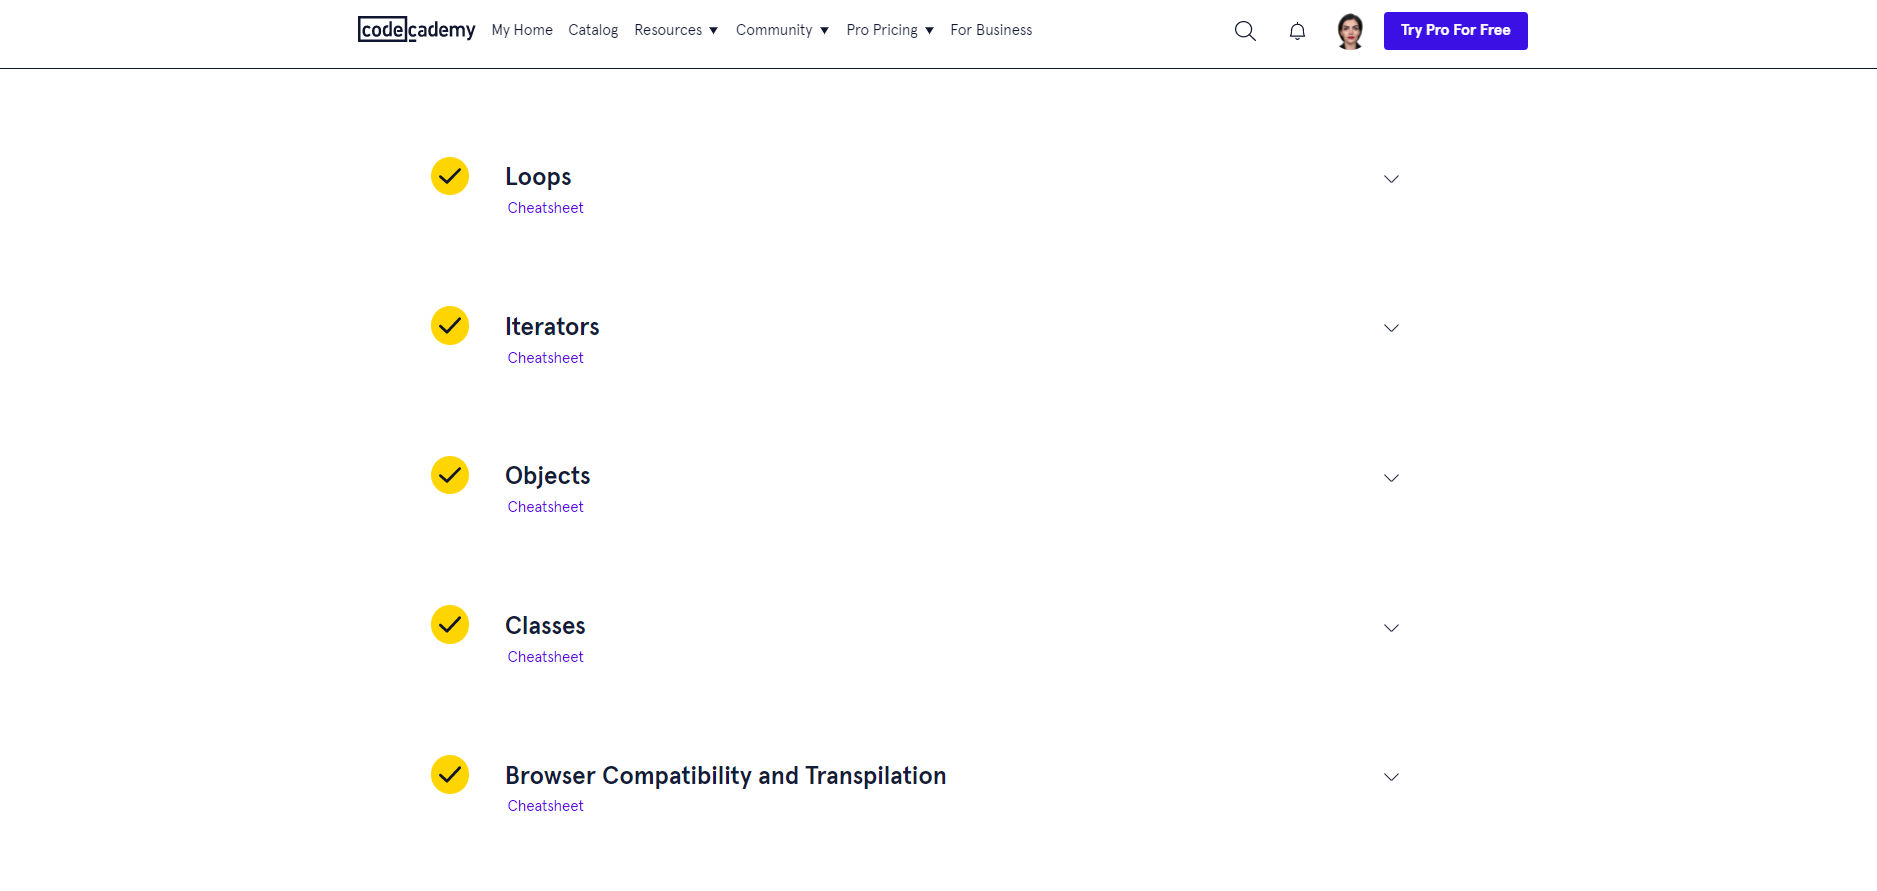 codecademy My Home Catalog Resources ▼ Community ▼ Pro Pricing ▼ For Business Try Pro For Free
Loops
Cheatsheet
Iterators
Cheatsheet
Objects
Cheatsheet
Classes
Cheatsheet
Browser Compatibility and Transpilation
Cheatsheet